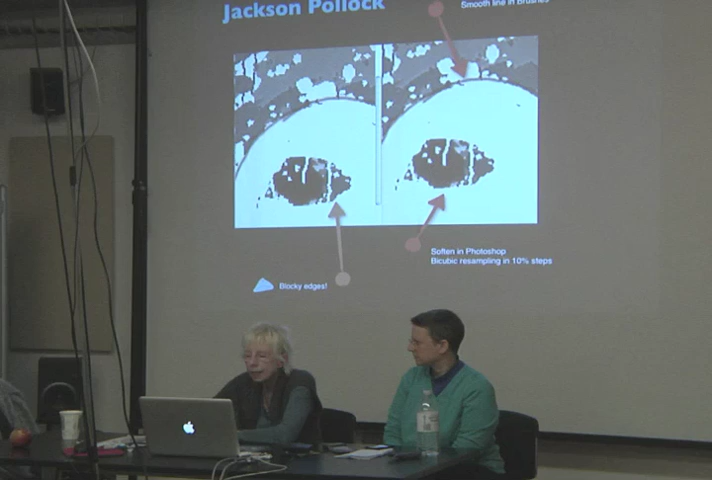 Jackson Pollock
Smooth line in Brushes
Soften in Photoshop
Bicubic resampling in 10% steps
Blocky edges!